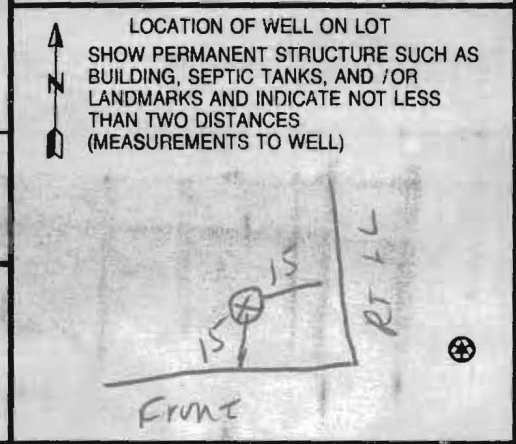 LOCATION OF WELL ON LOT
SHOW PERMANENT STRUCTURE SUCH AS
BUILDING, SEPTIC TANKS, AND /OR
LANDMARKS AND INDICATE NOT LESS
THAN TWO DISTANCES
(MEASUREMENTS TO WELL)
N
15
15
RT + L
Front